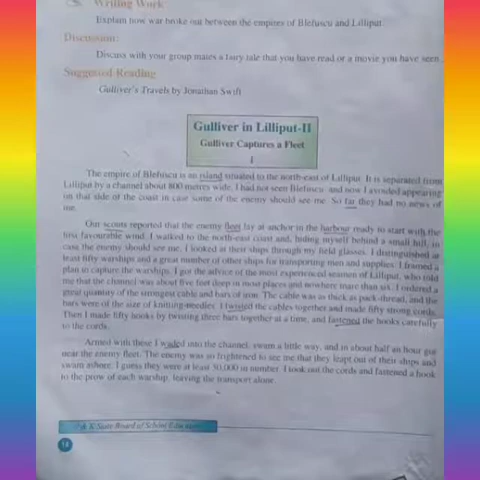 Writing Work
Explain how war broke out between the empires of Blefuscu and Lilliput.
Discussion:
Discuss with your group mates a fairy tale that you have read or a movie you have seen.
Suggested Reading
Gulliver's Travels by Jonathan Swift
Gulliver in Lilliput-II
Gulliver Captures a Fleet
I
The empire of Blefuscu is an island situated to the north-east of Lilliput. It is separated from
Lilliput by a channel about 800 metres wide. I had not seen Blefuscu and now I avoided appearing
on that side of the coast in case some of the enemy should see me. So far they had no news of
me.
Our scouts reported that the enemy fleet lay at anchor in the harbour ready to start with the
first favourable wind. I walked to the north-east coast and, hiding myself behind a small hill, in
case the enemy should see me. I looked at their ships through my field glasses. I distinguished at
least fifty warships and a great number of other ships for transporting men and supplies. I framed a
plan to capture the warships. I got the advice of the most experienced seamen of Lilliput, who told
me that the channel was about five feet deep in most places and nowhere more than six. I ordered a
great quantity of the strongest cable and bars of iron. The cable was as thick as pack-thread, and the
bars were of the size of knitting-needles. I twisted the cables together and made fifty strong cords.
Then I made fifty hooks by twisting three bars together at a time, and fastened the hooks carefully
to the cords.
Armed with these I waded into the channel, swam a little way, and in about half an hour got
near the enemy fleet. The enemy was so frightened to see me that they leapt out of their ships and
swam ashore. I guess they were at least 30,000 in number. I took out the cords and fastened a hook
to the prow of each warship, leaving the transport alone.
J & K State Board of School Education
14